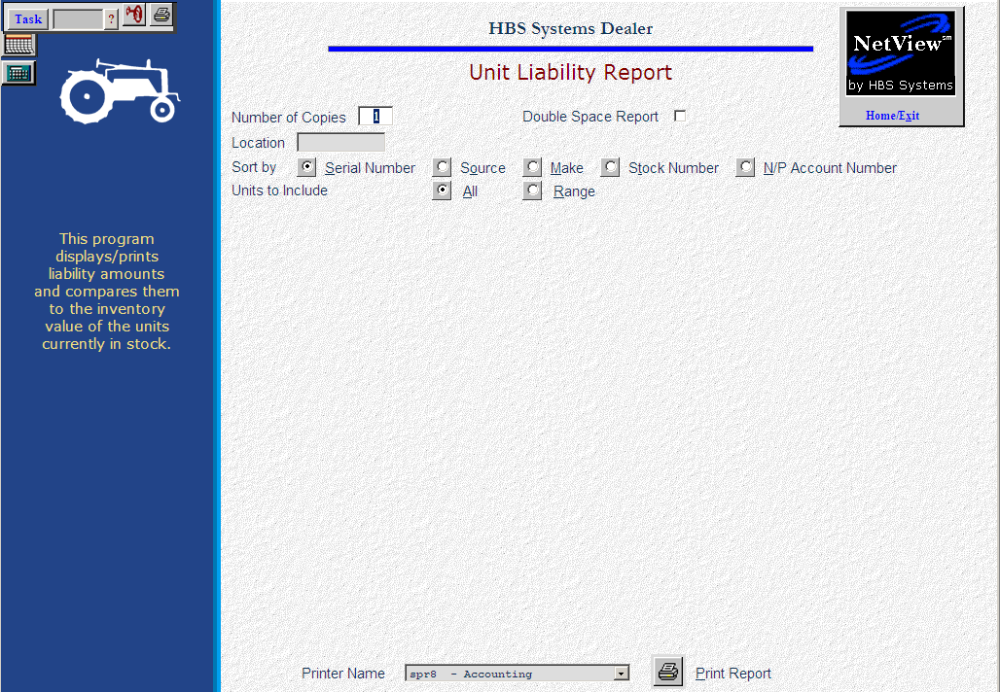 Task ?
HBS Systems Dealer
Unit Liability Report
NetView℠
by HBS Systems
Home/Exit
Number of Copies 1 Double Space Report
Location
Sort by Serial Number Source Make Stock Number N/P Account Number
Units to Include All Range
This program
displays/prints
liability amounts
and compares them
to the inventory
value of the units
currently in stock.
Printer Name spr8 - Accounting Print Report